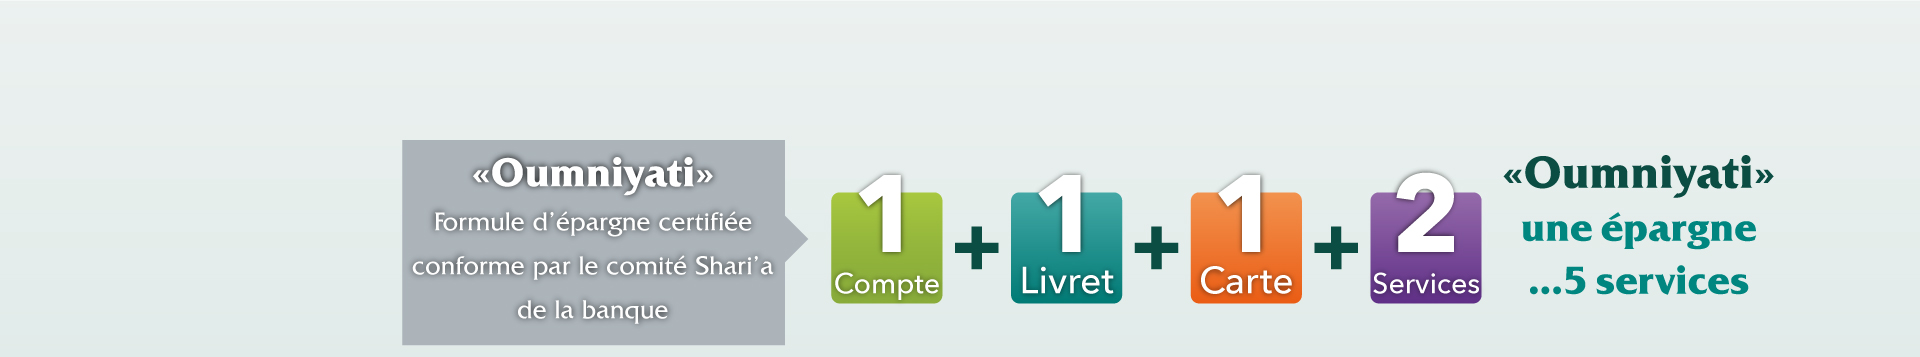 «Oumniyati»
Formule d’épargne certifiée
conforme par le comité Shari’a
de la banque
1
Compte
+
1
Livret
+
1
Carte
+
2
Services
«Oumniyati»
une épargne
...5 services